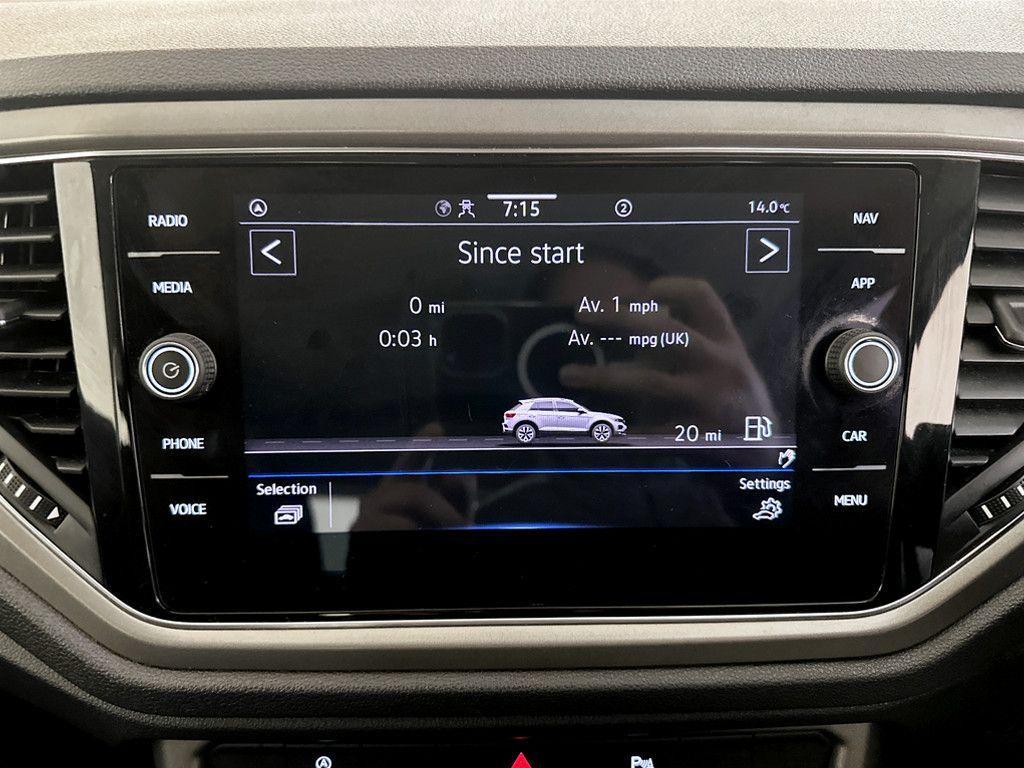 7:15
2
14.0°C
RADIO
NAV
Since start
MEDIA
APP
0 mi
Av. 1 mph
0:03 h
Av. --- mpg (UK)
20 mi
PHONE
CAR
Selection
Settings
VOICE
MENU
A